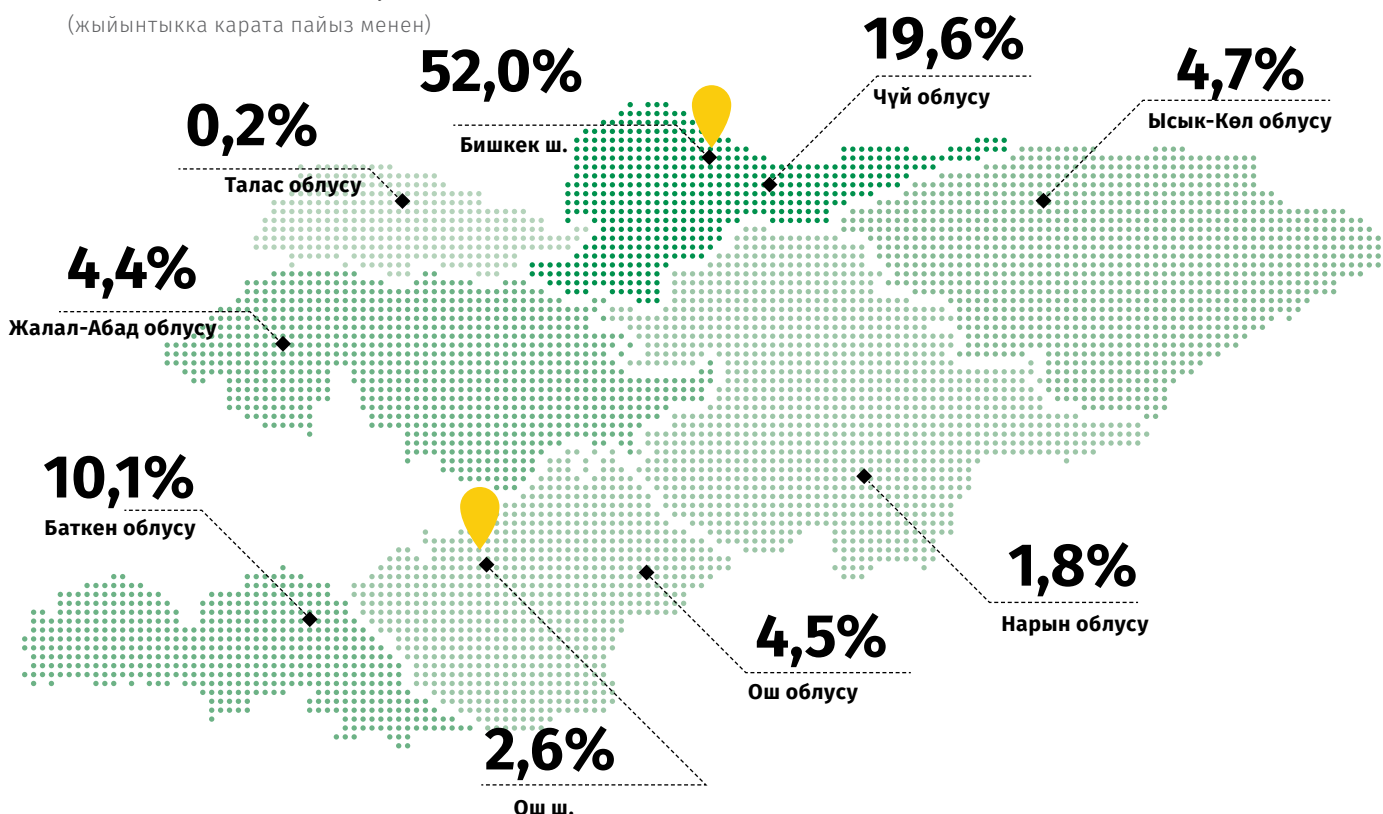 (жыйынтыкка карата пайыз менен)
19,6%
Чүй облусу
52,0%
Бишкек ш.
4,7%
Ысык-Көл облусу
0,2%
Талас облусу
4,4%
Жалал-Абад облусу
10,1%
Баткен облусу
1,8%
Нарын облусу
4,5%
Ош облусу
2,6%
Ош ш.